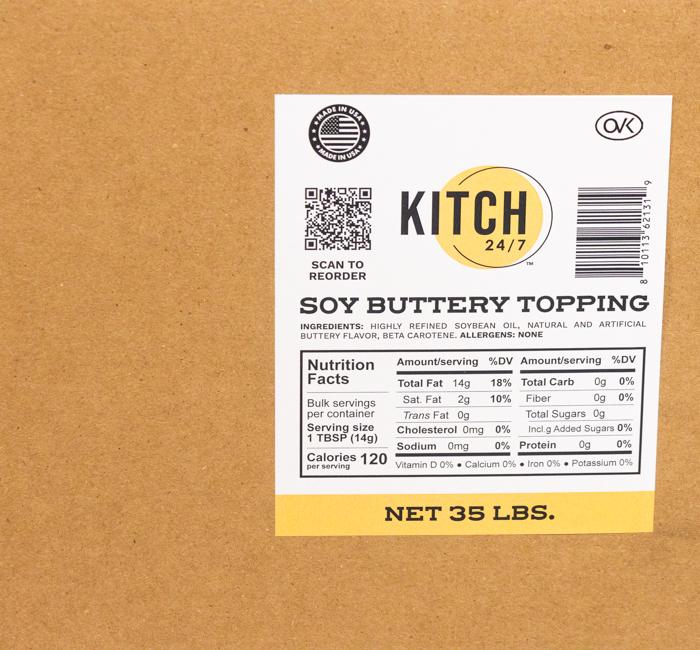 MADE IN USA
MADE IN USA
OVK
SCAN TO
REORDER
KITCH
24/7
TM
8 10113 62131 9
SOY BUTTERY TOPPING
INGREDIENTS: HIGHLY REFINED SOYBEAN OIL, NATURAL AND ARTIFICIAL
BUTTERY FLAVOR, BETA CAROTENE. ALLERGENS: NONE
Nutrition
Facts
Bulk servings
per container
Serving size
1 TBSP (14g)
Calories 120
per serving
Amount/serving %DV
Total Fat 14g 18%
Sat. Fat 2g 10%
Trans Fat 0g
Cholesterol 0mg 0%
Sodium 0mg 0%
Amount/serving %DV
Total Carb 0g 0%
Fiber 0g 0%
Total Sugars 0g
Incl.g Added Sugars 0%
Protein 0g 0%
Vitamin D 0% • Calcium 0% • Iron 0% • Potassium 0%
NET 35 LBS.